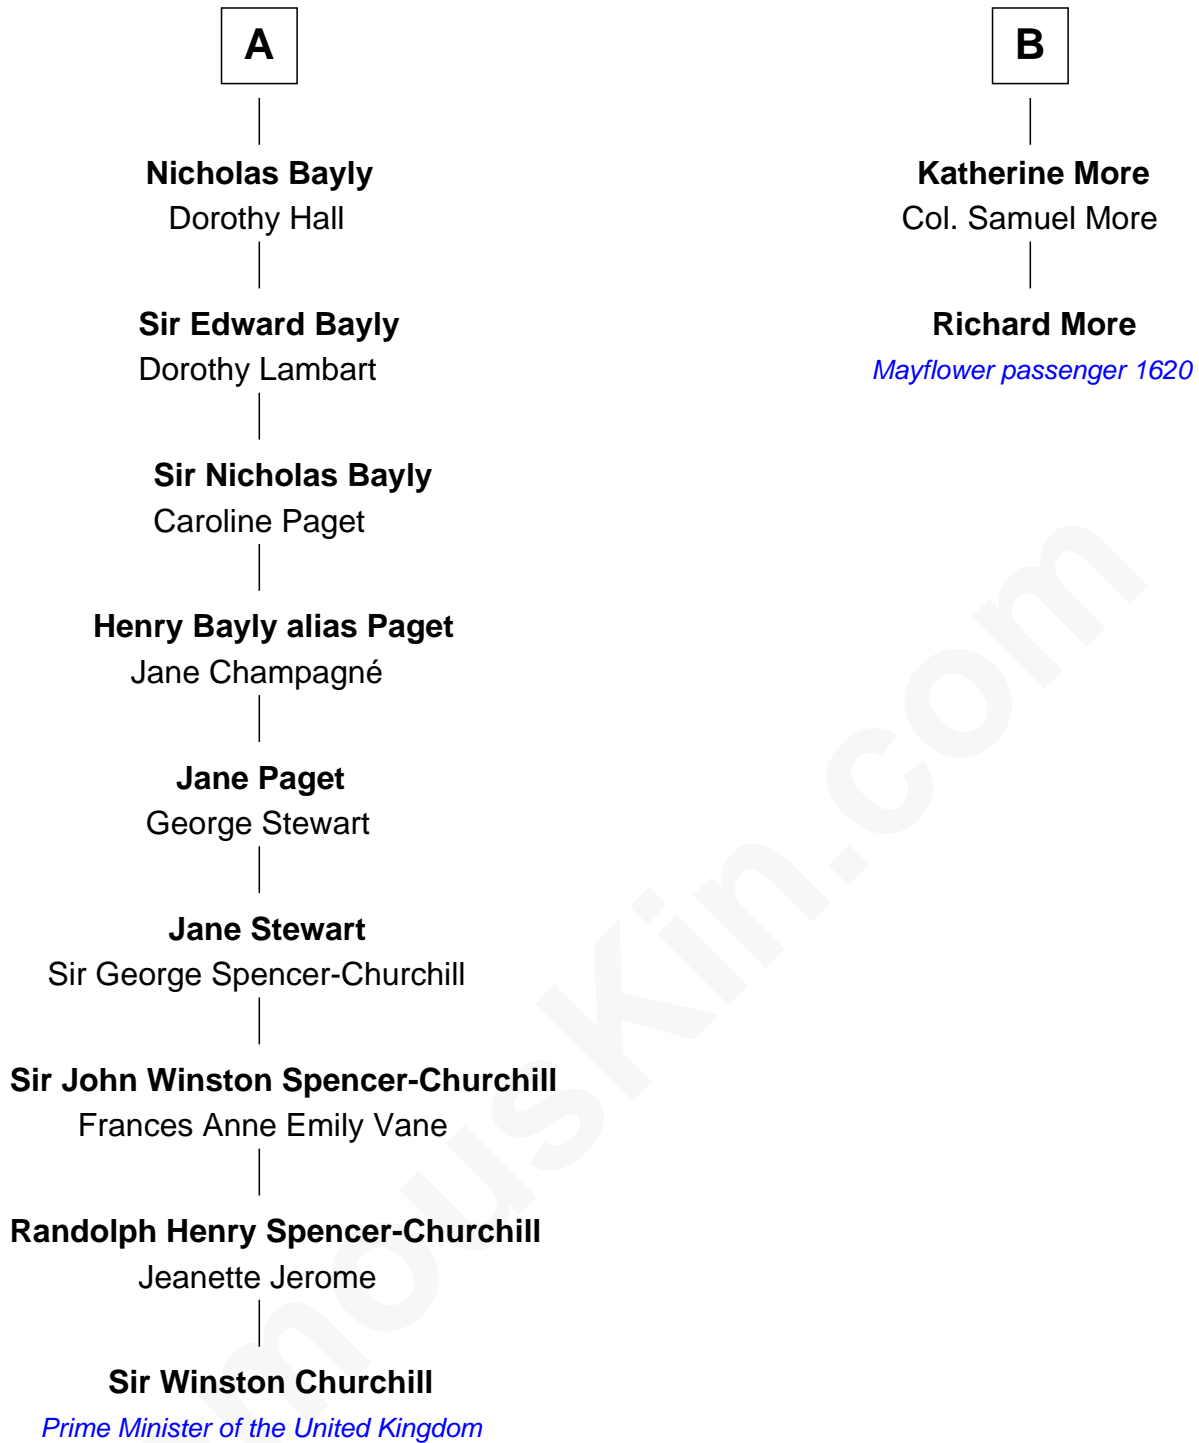 A
Nicholas Bayly
Dorothy Hall
Sir Edward Bayly
Dorothy Lambart
Sir Nicholas Bayly
Caroline Paget
Henry Bayly alias Paget
Jane Champagné
Jane Paget
George Stewart
Jane Stewart
Sir George Spencer-Churchill
Sir John Winston Spencer-Churchill
Frances Anne Emily Vane
Randolph Henry Spencer-Churchill
Jeanette Jerome
Sir Winston Churchill
Prime Minister of the United Kingdom
B
Katherine More
Col. Samuel More
Richard More
Mayflower passenger 1620
mousKin.com